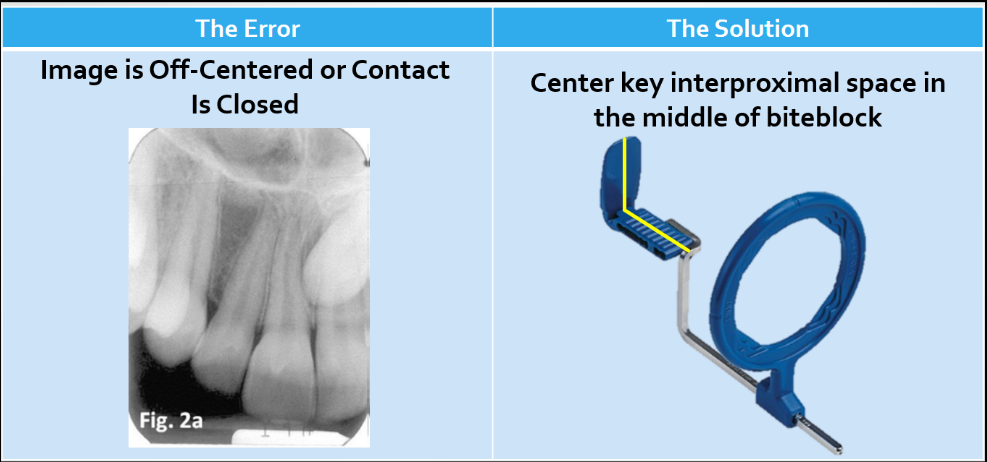 The Error
The Solution
Image is Off-Centered or Contact
Is Closed
Center key interproximal space in
the middle of biteblock
Fig. 2a